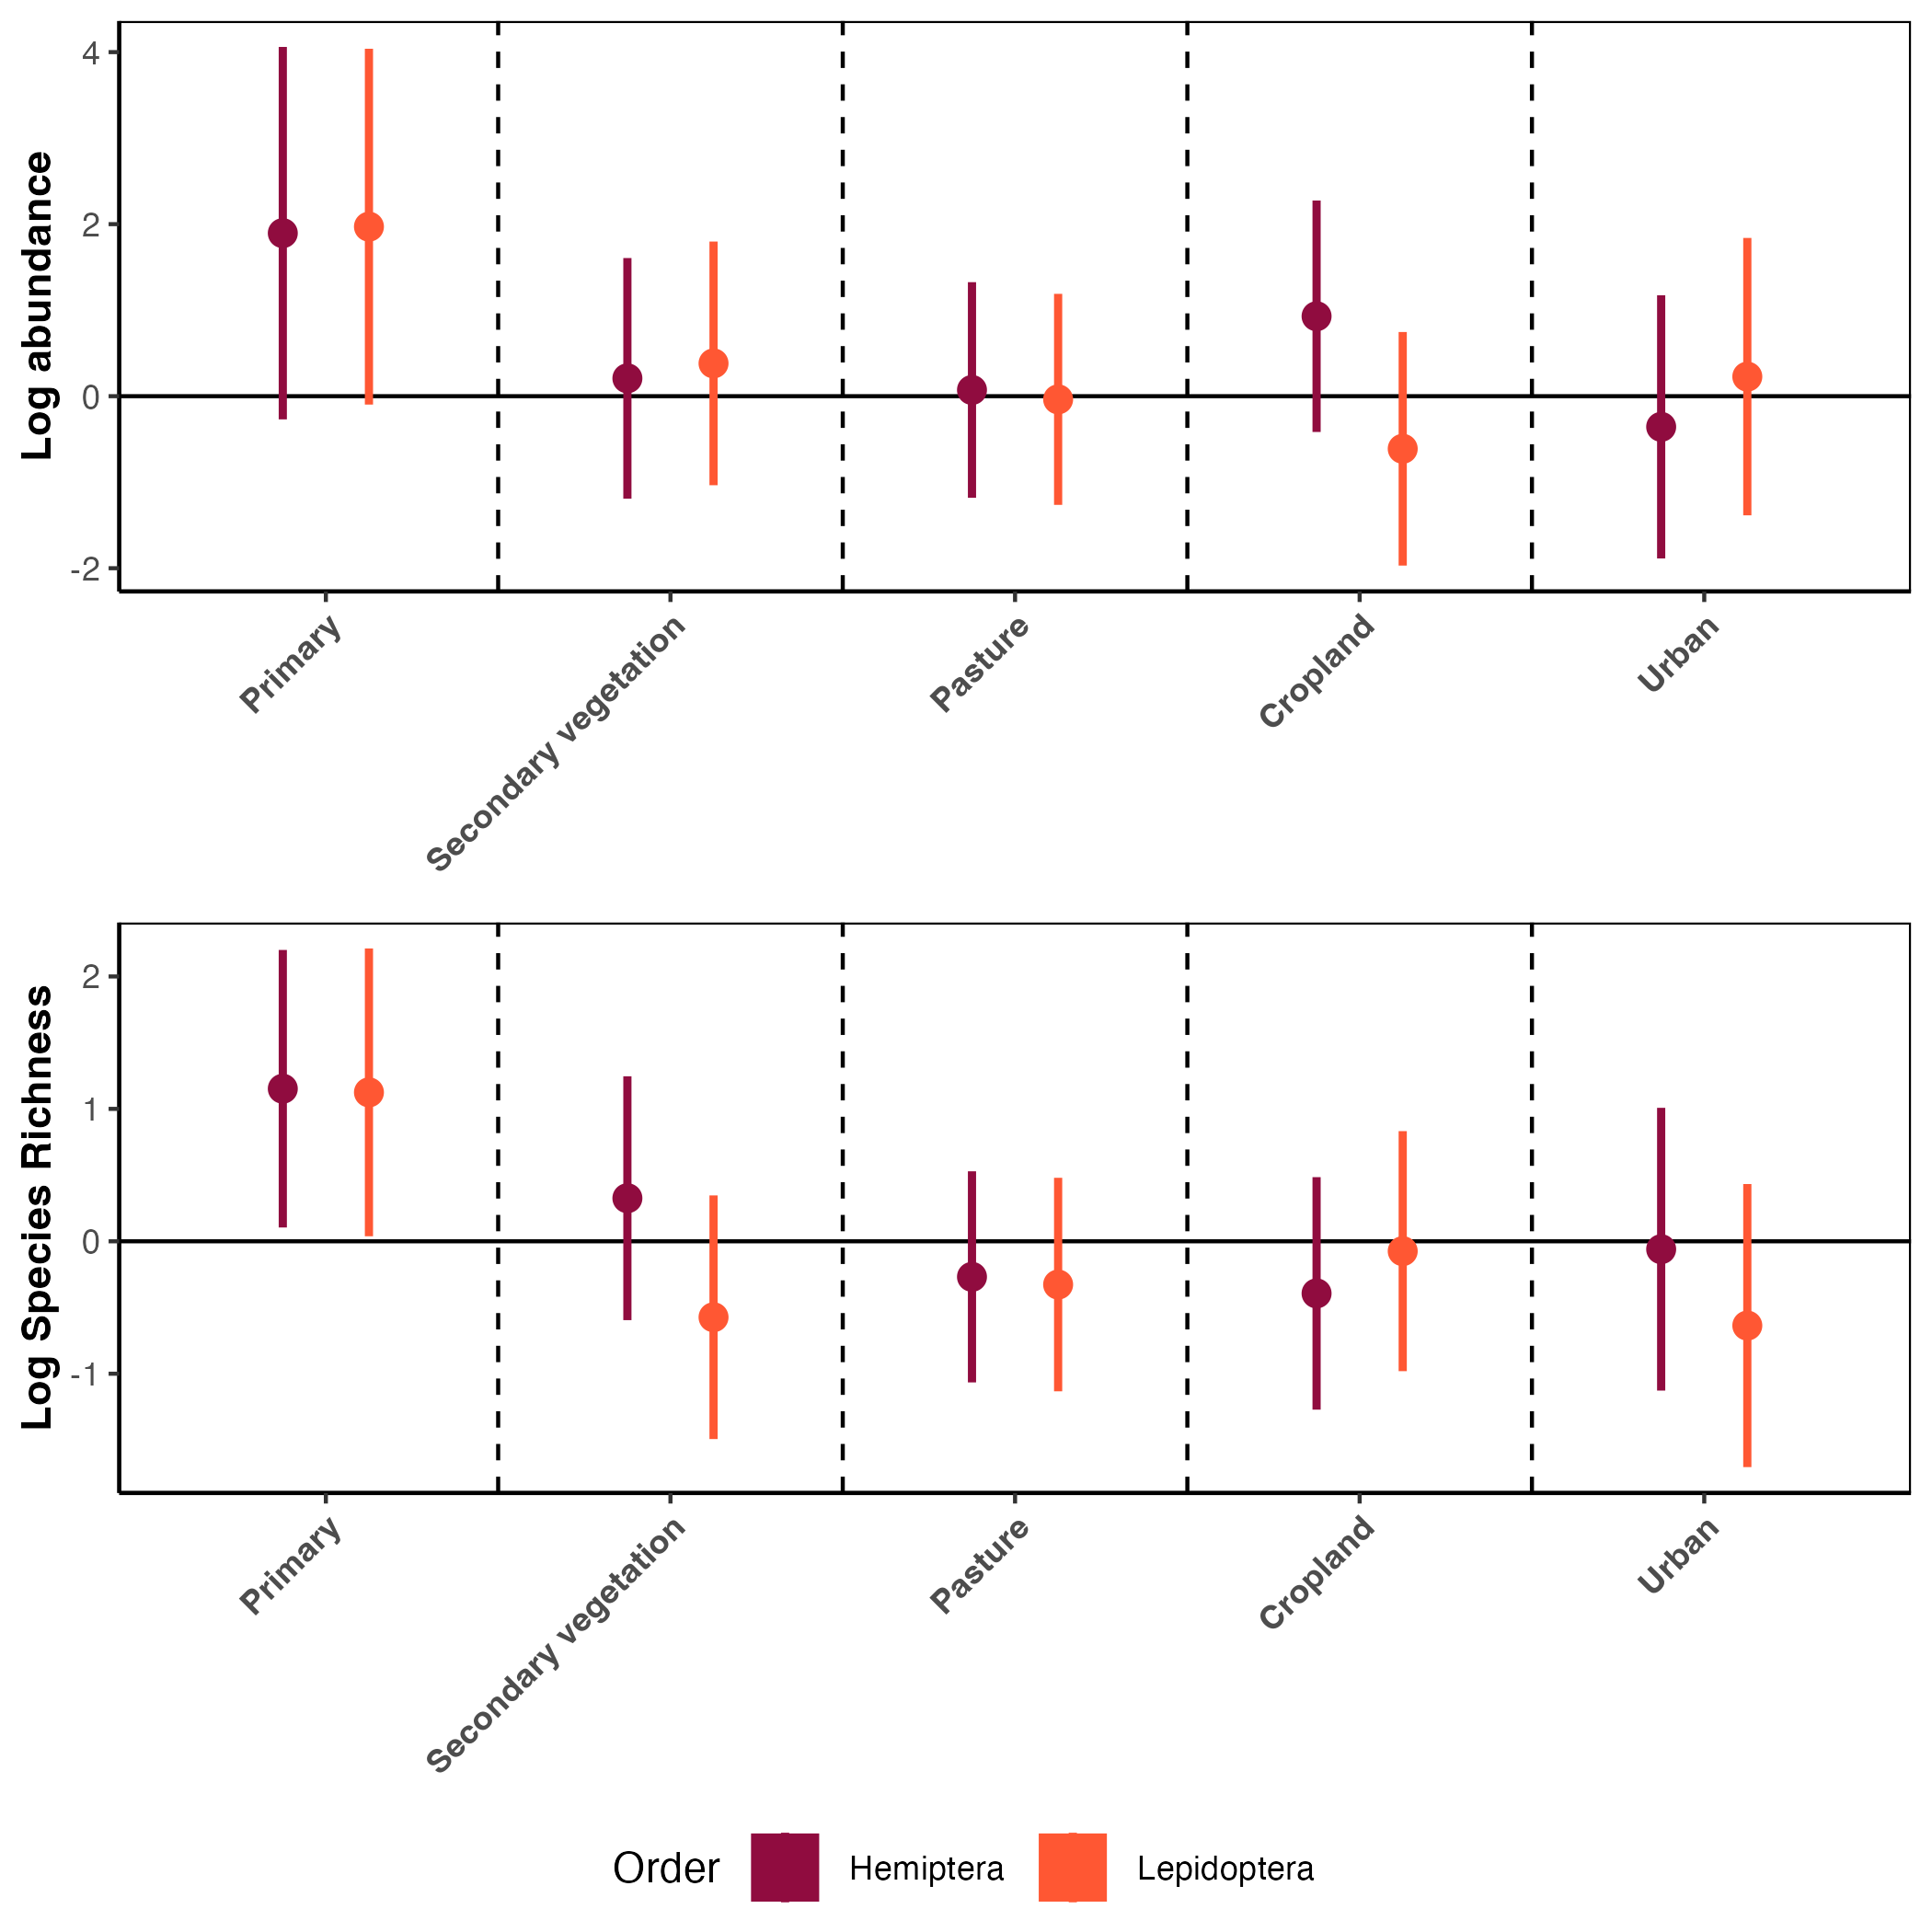 Log abundance
4
2
0
-2
Primary
Secondary vegetation
Pasture
Cropland
Urban
Log Species Richness
2
1
0
-1
Primary
Secondary vegetation
Pasture
Cropland
Urban
Order Hemiptera Lepidoptera